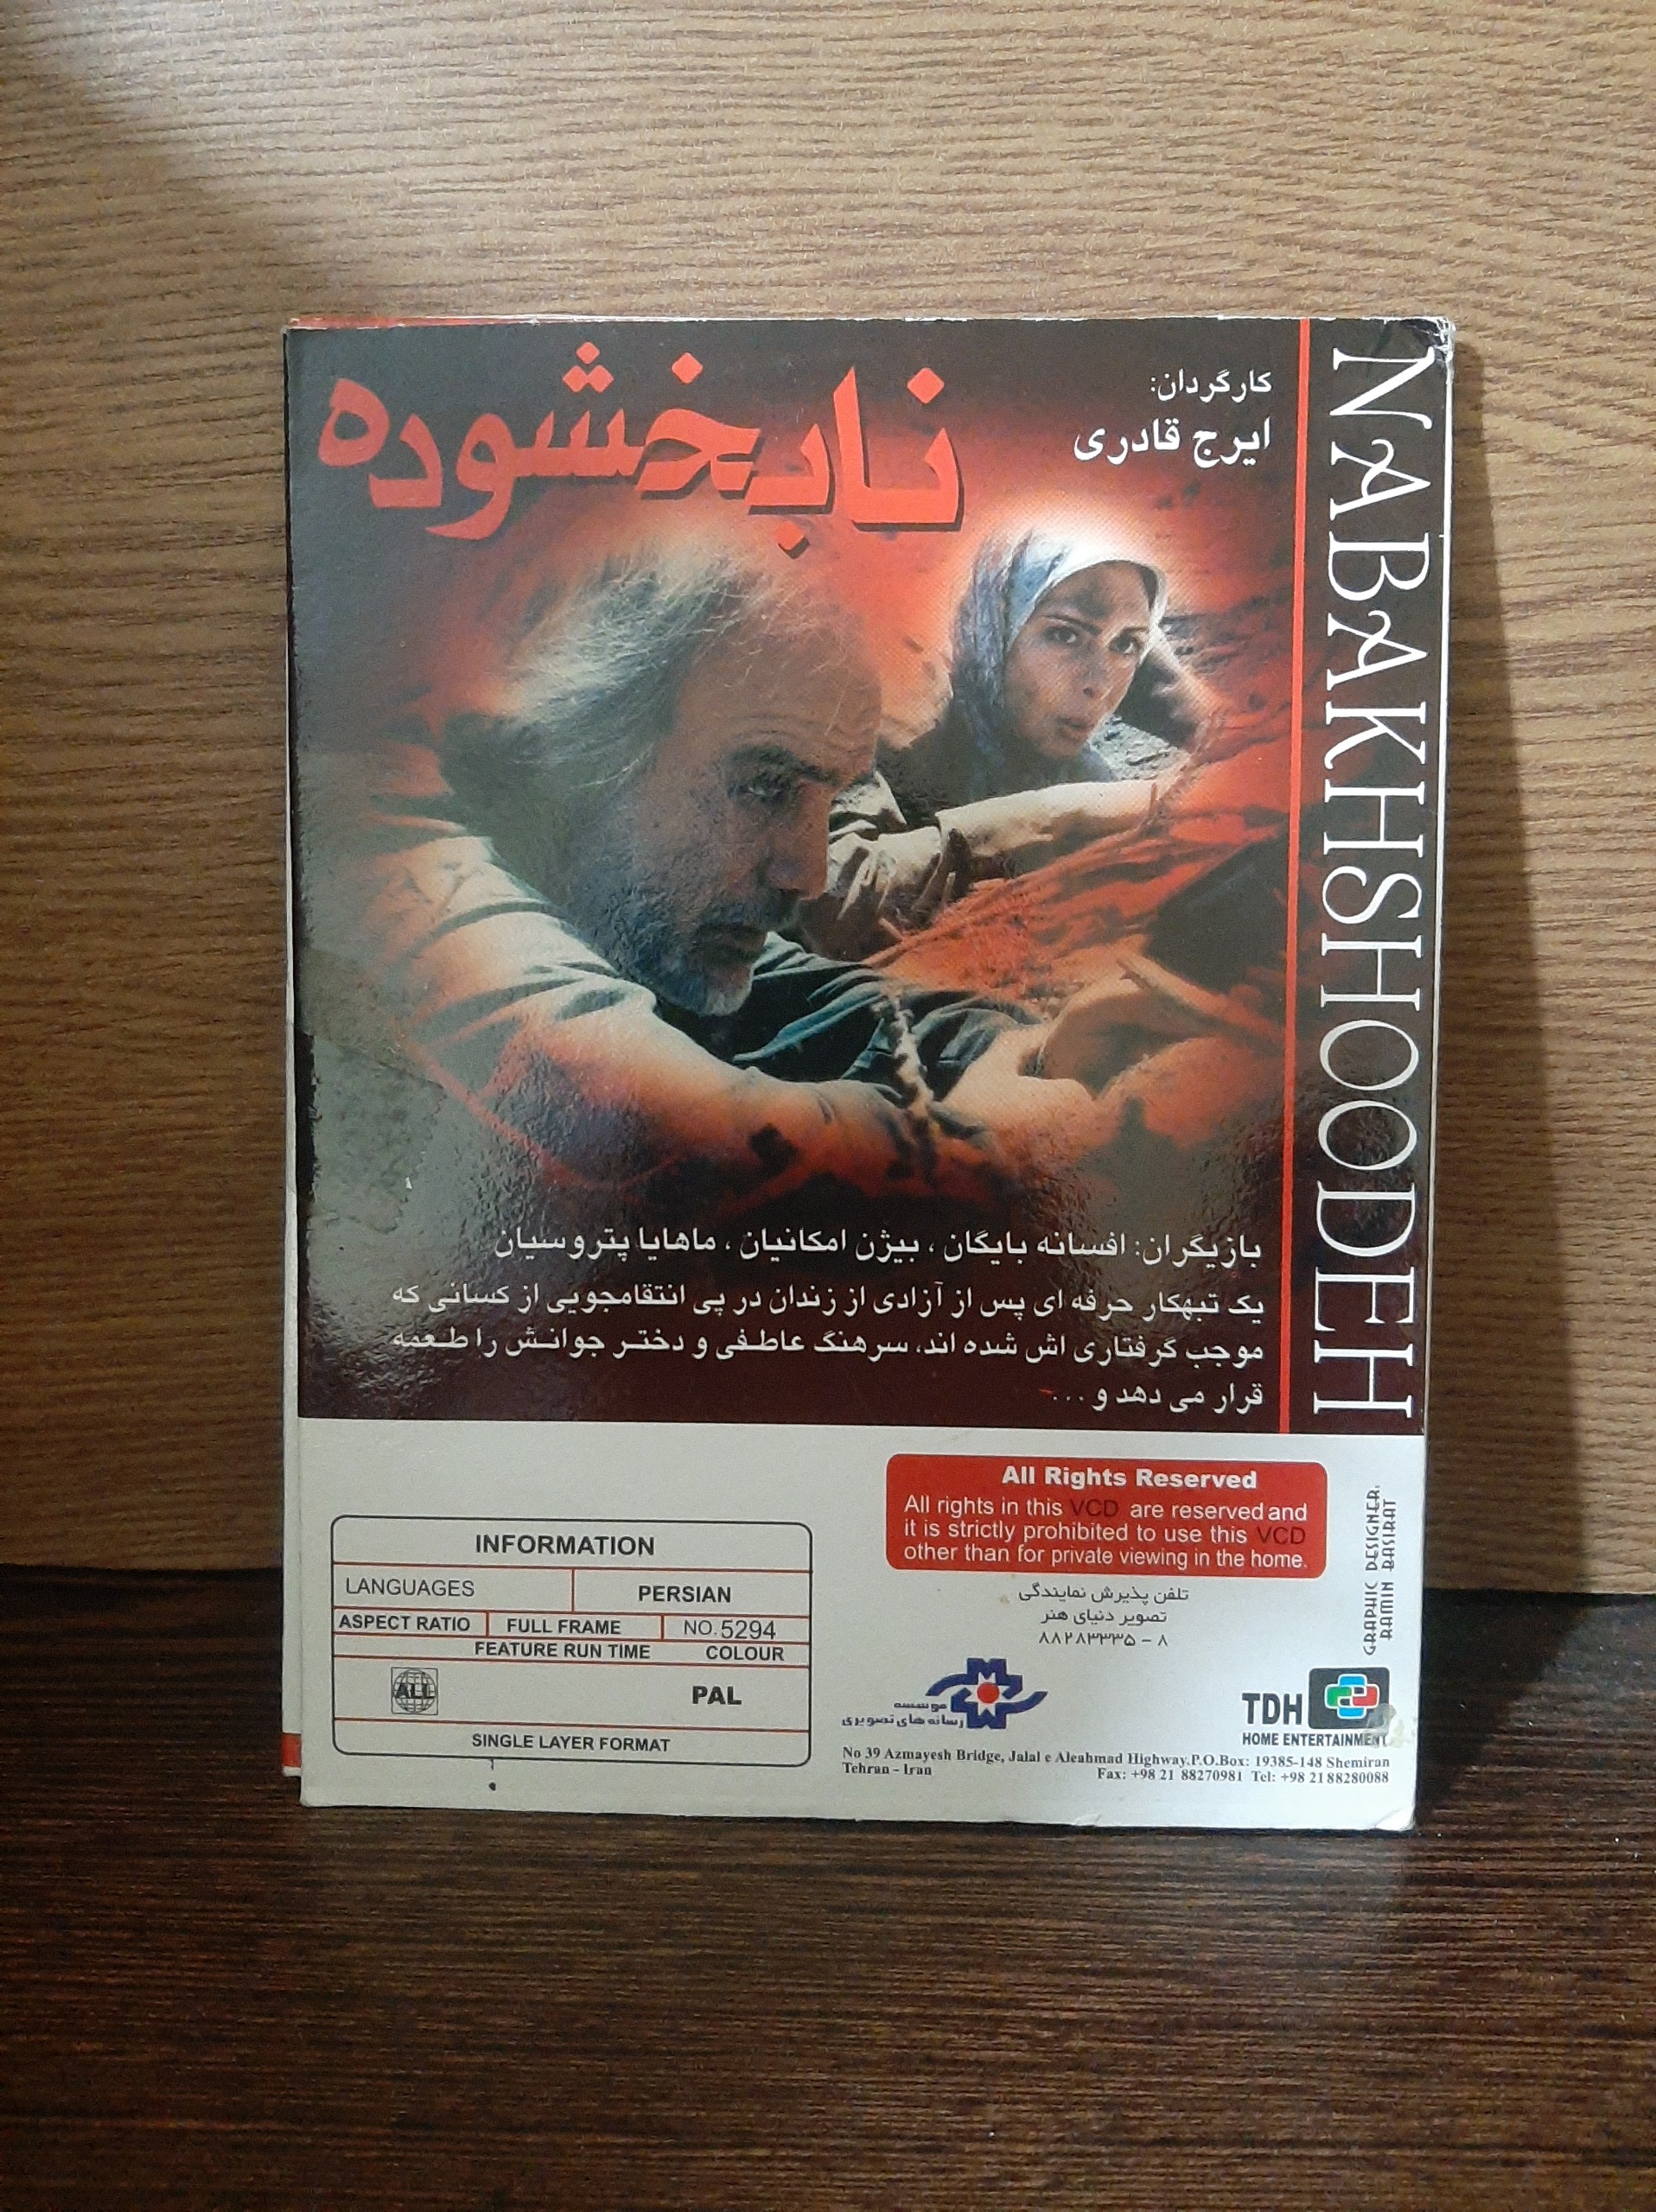 نابخشوده
کارگردان:
ایرج قادری
NABAKHSHOODEH
بازیگران: افسانه بایگان ، بیژن امکانیان ، ماهایا پتروسیان
یک تبهکار حرفه ای پس از آزادی از زندان در پی انتقامجویی از کسانی که
موجب گرفتاری اش شده اند، سرهنگ عاطفی و دختر جوانش را طعمه
قرار می دهد و ...
All Rights Reserved
All rights in this VCD are reserved and
it is strictly prohibited to use this VCD
other than for private viewing in the home.
INFORMATION
LANGUAGES PERSIAN
ASPECT RATIO FULL FRAME NO. 5294
FEATURE RUN TIME COLOUR
ALL PAL
SINGLE LAYER FORMAT
تلفن پذیرش نمایندگی
تصویر دنیای هنر
۸۸۲۸۳۳۳۵ - ۸
GRAPHIC DESIGNER:
RAMIN BASIRAT
موسسه
رسانه های تصویری
TDH
HOME ENTERTAINMENT
No 39 Azmayesh Bridge, Jalal e Aleahmad Highway.P.O.Box: 19385-148 Shemiran
Tehran - Iran Fax: +98 21 88270981 Tel: +98 21 88280088